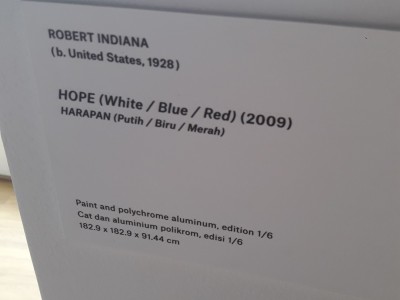 ROBERT INDIANA
(b. United States, 1928)
HOPE (White / Blue / Red) (2009)
HARAPAN (Putih / Biru / Merah)
Paint and polychrome aluminum, edition 1/6
Cat dan aluminium polikrom, edisi 1/6
182.9 x 182.9 x 91.44 cm